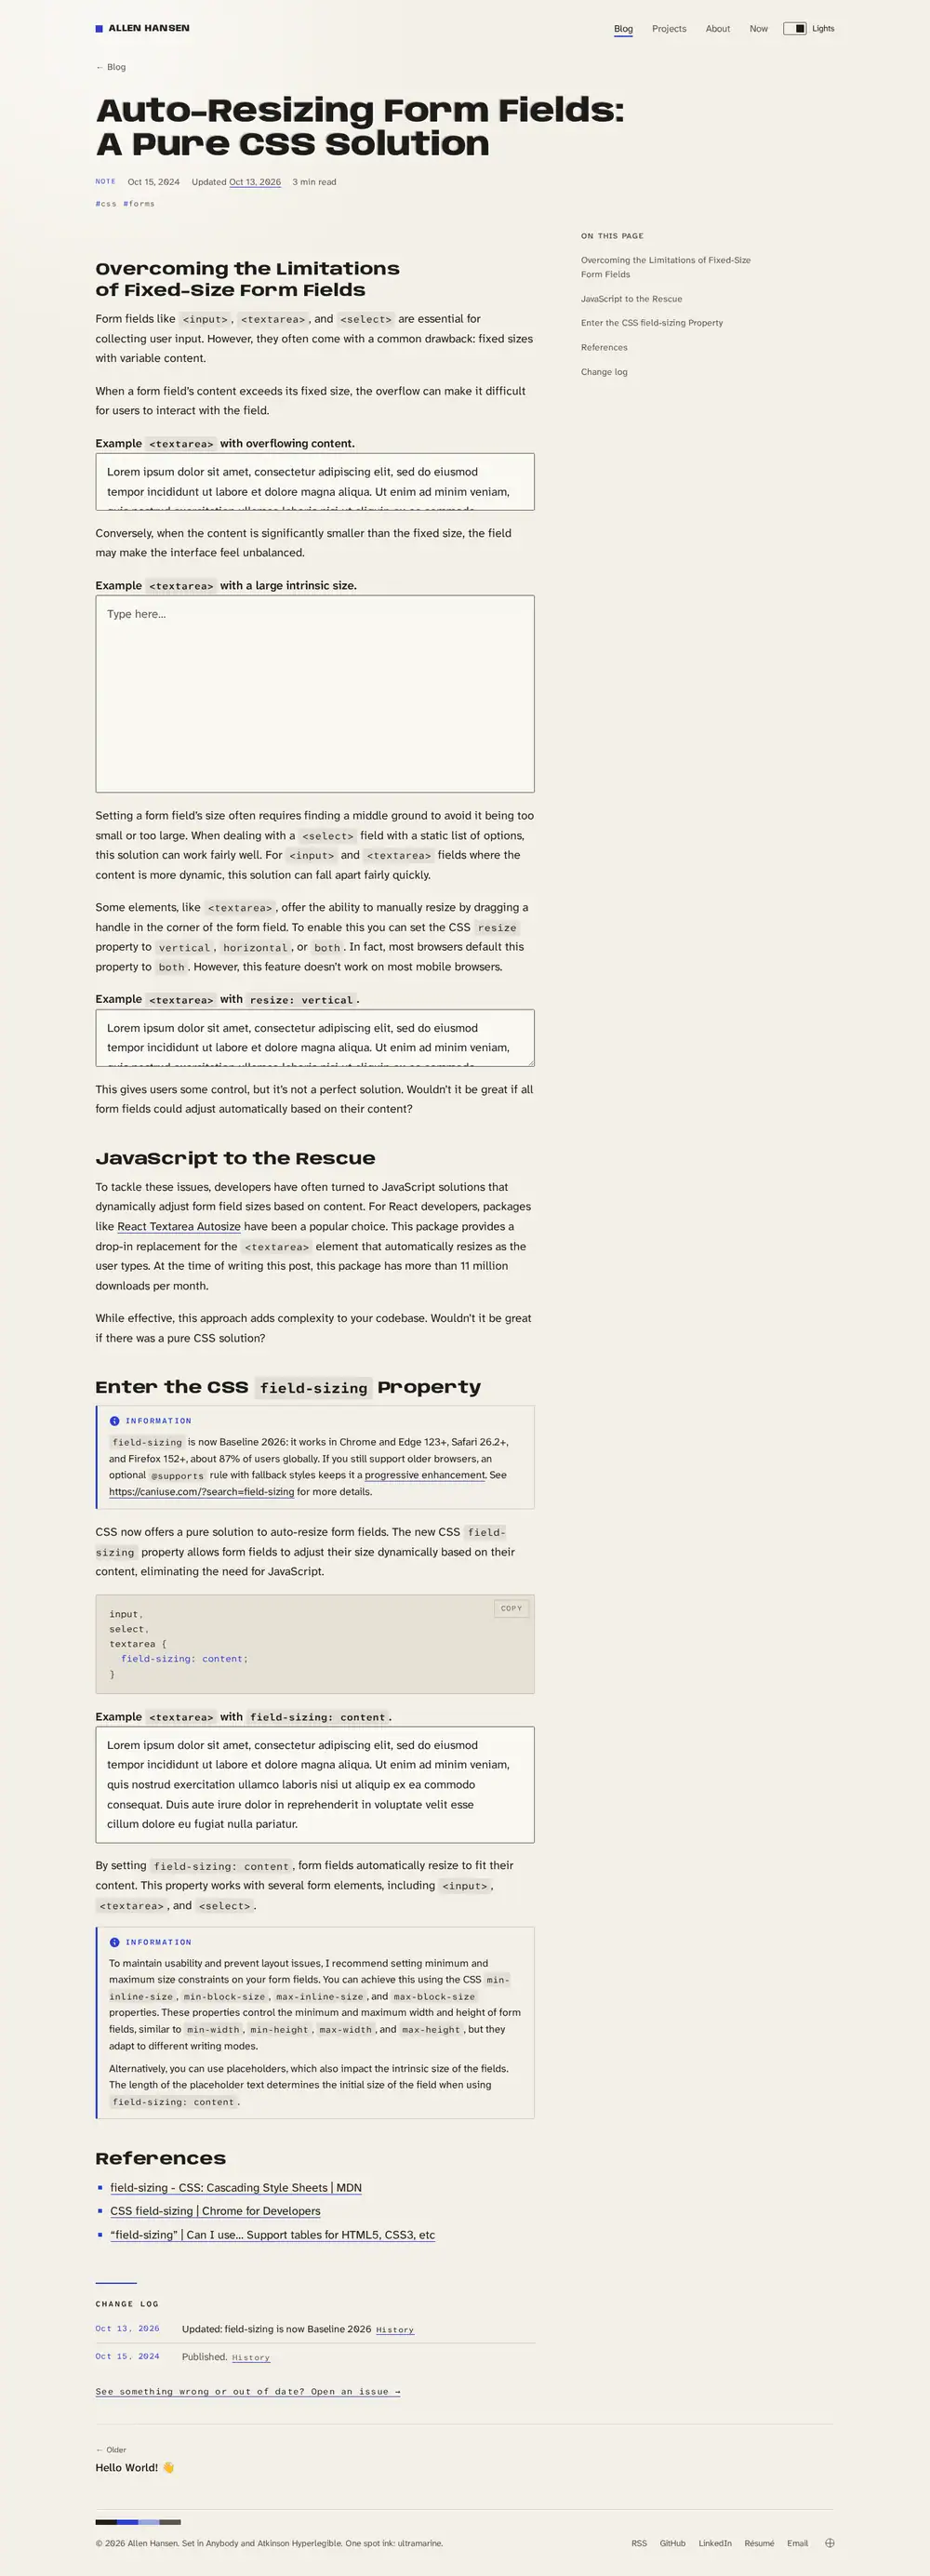 ALLEN HANSEN
Blog Projects About Now Lights
← Blog
Auto-Resizing Form Fields:
A Pure CSS Solution
NOTE Oct 15, 2024 Updated Oct 13, 2026 3 min read
#css #forms
ON THIS PAGE
Overcoming the Limitations of Fixed-Size
Form Fields
JavaScript to the Rescue
Enter the CSS field-sizing Property
References
Change log
Overcoming the Limitations
of Fixed-Size Form Fields
Form fields like <input>, <textarea>, and <select> are essential for
collecting user input. However, they often come with a common drawback: fixed sizes
with variable content.
When a form field's content exceeds its fixed size, the overflow can make it difficult
for users to interact with the field.
Example <textarea> with overflowing content.
Lorem ipsum dolor sit amet, consectetur adipiscing elit, sed do eiusmod
tempor incididunt ut labore et dolore magna aliqua. Ut enim ad minim veniam,
Conversely, when the content is significantly smaller than the fixed size, the field
may make the interface feel unbalanced.
Example <textarea> with a large intrinsic size.
Type here...
Setting a form field's size often requires finding a middle ground to avoid it being too
small or too large. When dealing with a <select> field with a static list of options,
this solution can work fairly well. For <input> and <textarea> fields where the
content is more dynamic, this solution can fall apart fairly quickly.
Some elements, like <textarea>, offer the ability to manually resize by dragging a
handle in the corner of the form field. To enable this you can set the CSS resize
property to vertical, horizontal, or both. In fact, most browsers default this
property to both. However, this feature doesn't work on most mobile browsers.
Example <textarea> with resize: vertical.
Lorem ipsum dolor sit amet, consectetur adipiscing elit, sed do eiusmod
tempor incididunt ut labore et dolore magna aliqua. Ut enim ad minim veniam,
This gives users some control, but it's not a perfect solution. Wouldn't it be great if all
form fields could adjust automatically based on their content?
JavaScript to the Rescue
To tackle these issues, developers have often turned to JavaScript solutions that
dynamically adjust form field sizes based on content. For React developers, packages
like React Textarea Autosize have been a popular choice. This package provides a
drop-in replacement for the <textarea> element that automatically resizes as the
user types. At the time of writing this post, this package has more than 11 million
downloads per month.
While effective, this approach adds complexity to your codebase. Wouldn't it be great
if there was a pure CSS solution?
Enter the CSS field-sizing Property
INFORMATION
field-sizing is now Baseline 2026: it works in Chrome and Edge 123+, Safari 26.2+,
and Firefox 152+, about 87% of users globally. If you still support older browsers, an
optional @supports rule with fallback styles keeps it a progressive enhancement. See
https://caniuse.com/?search=field-sizing for more details.
CSS now offers a pure solution to auto-resize form fields. The new CSS field-
sizing property allows form fields to adjust their size dynamically based on their
content, eliminating the need for JavaScript.
COPY
input,
select,
textarea {
field-sizing: content;
}
Example <textarea> with field-sizing: content.
Lorem ipsum dolor sit amet, consectetur adipiscing elit, sed do eiusmod
tempor incididunt ut labore et dolore magna aliqua. Ut enim ad minim veniam,
quis nostrud exercitation ullamco laboris nisi ut aliquip ex ea commodo
consequat. Duis aute irure dolor in reprehenderit in voluptate velit esse
cillum dolore eu fugiat nulla pariatur.
By setting field-sizing: content, form fields automatically resize to fit their
content. This property works with several form elements, including <input>,
<textarea>, and <select>.
INFORMATION
To maintain usability and prevent layout issues, I recommend setting minimum and
maximum size constraints on your form fields. You can achieve this using the CSS min-
inline-size, min-block-size, max-inline-size, and max-block-size
properties. These properties control the minimum and maximum width and height of form
fields, similar to min-width, min-height, max-width, and max-height, but they
adapt to different writing modes.
Alternatively, you can use placeholders, which also impact the intrinsic size of the fields.
The length of the placeholder text determines the initial size of the field when using
field-sizing: content.
References
field-sizing - CSS: Cascading Style Sheets | MDN
CSS field-sizing | Chrome for Developers
"field-sizing" | Can I use... Support tables for HTML5, CSS3, etc
CHANGE LOG
Oct 13, 2026 Updated: field-sizing is now Baseline 2026 History
Oct 15, 2024 Published. History
See something wrong or out of date? Open an issue →
← Older
Hello World! 👋
© 2026 Allen Hansen. Set in Anybody and Atkinson Hyperlegible. One spot ink: ultramarine.
RSS GitHub LinkedIn Résumé Email